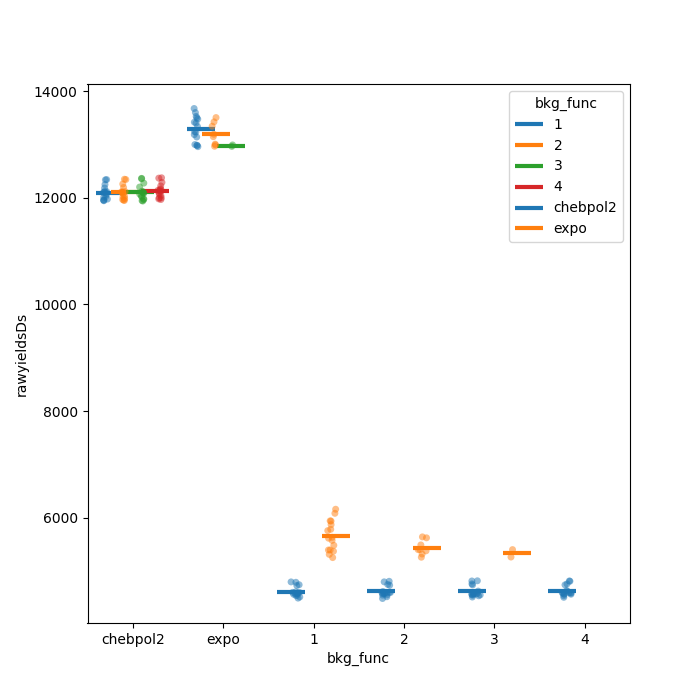 14000
12000
10000
8000
6000
rawyieldsDs
bkg_func
1
2
3
4
chebpol2
expo
chebpol2 expo 1 2 3 4
bkg_func